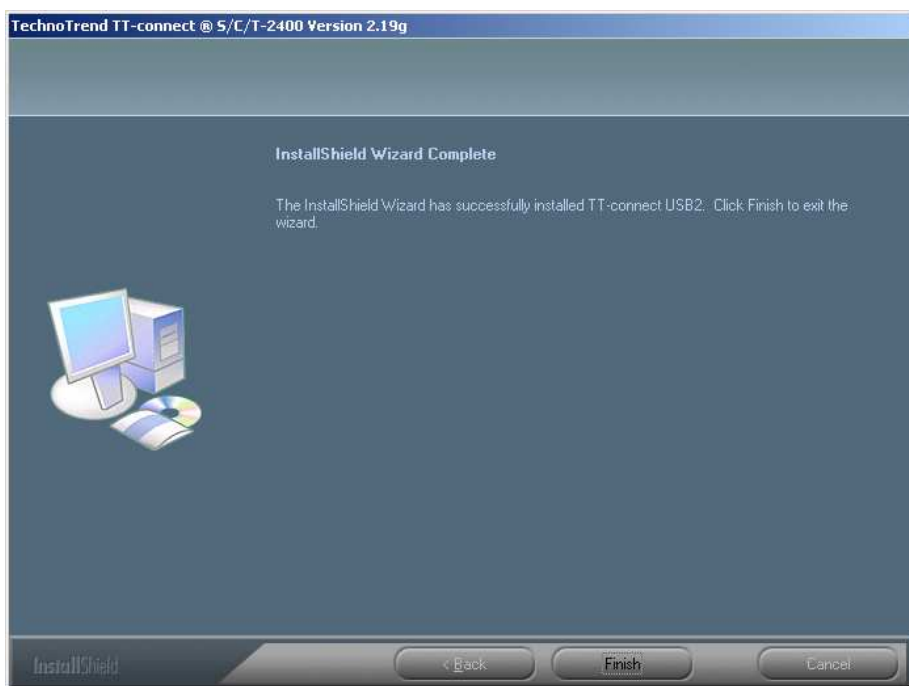 TechnoTrend TT-connect ® S/C/T-2400 Version 2.19g
InstallShield Wizard Complete
The InstallShield Wizard has successfully installed TT-connect USB2. Click Finish to exit the
wizard.
InstallShield
< Back
Finish
Cancel